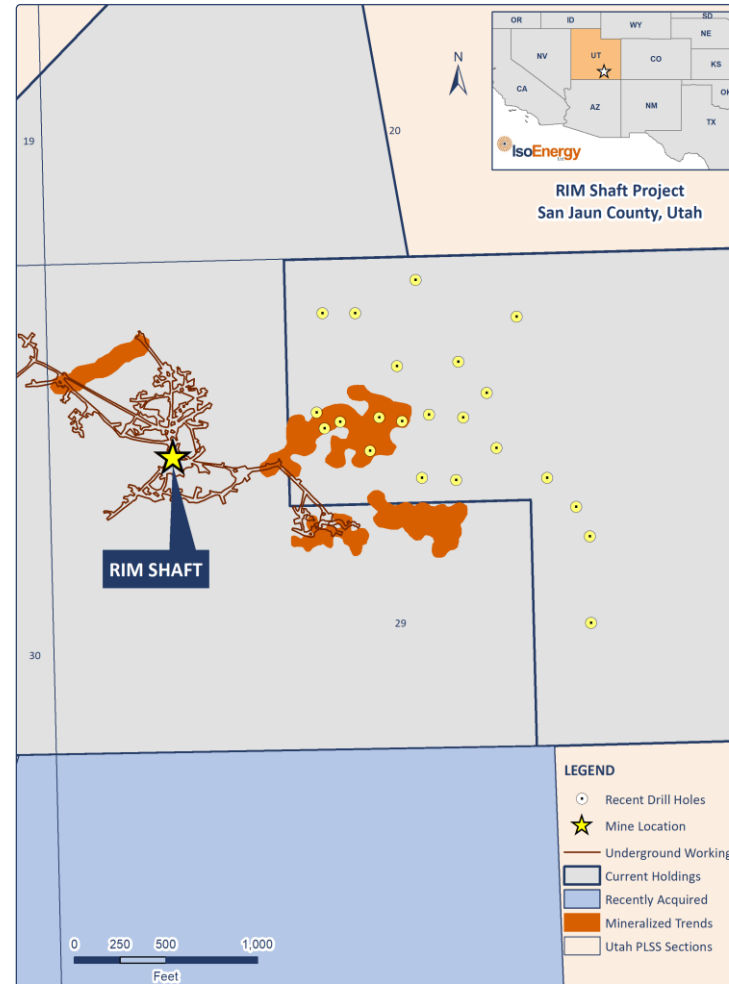 OR
ID
WY
SD
NE
NV
UT
CO
KS
CA
AZ
NM
OK
TX
IsoEnergy
N
19
20
RIM Shaft Project
San Jaun County, Utah
RIM SHAFT
29
30
LEGEND
Recent Drill Holes
Mine Location
Underground Working
Current Holdings
Recently Acquired
Mineralized Trends
Utah PLSS Sections
0 250 500 1,000
Feet